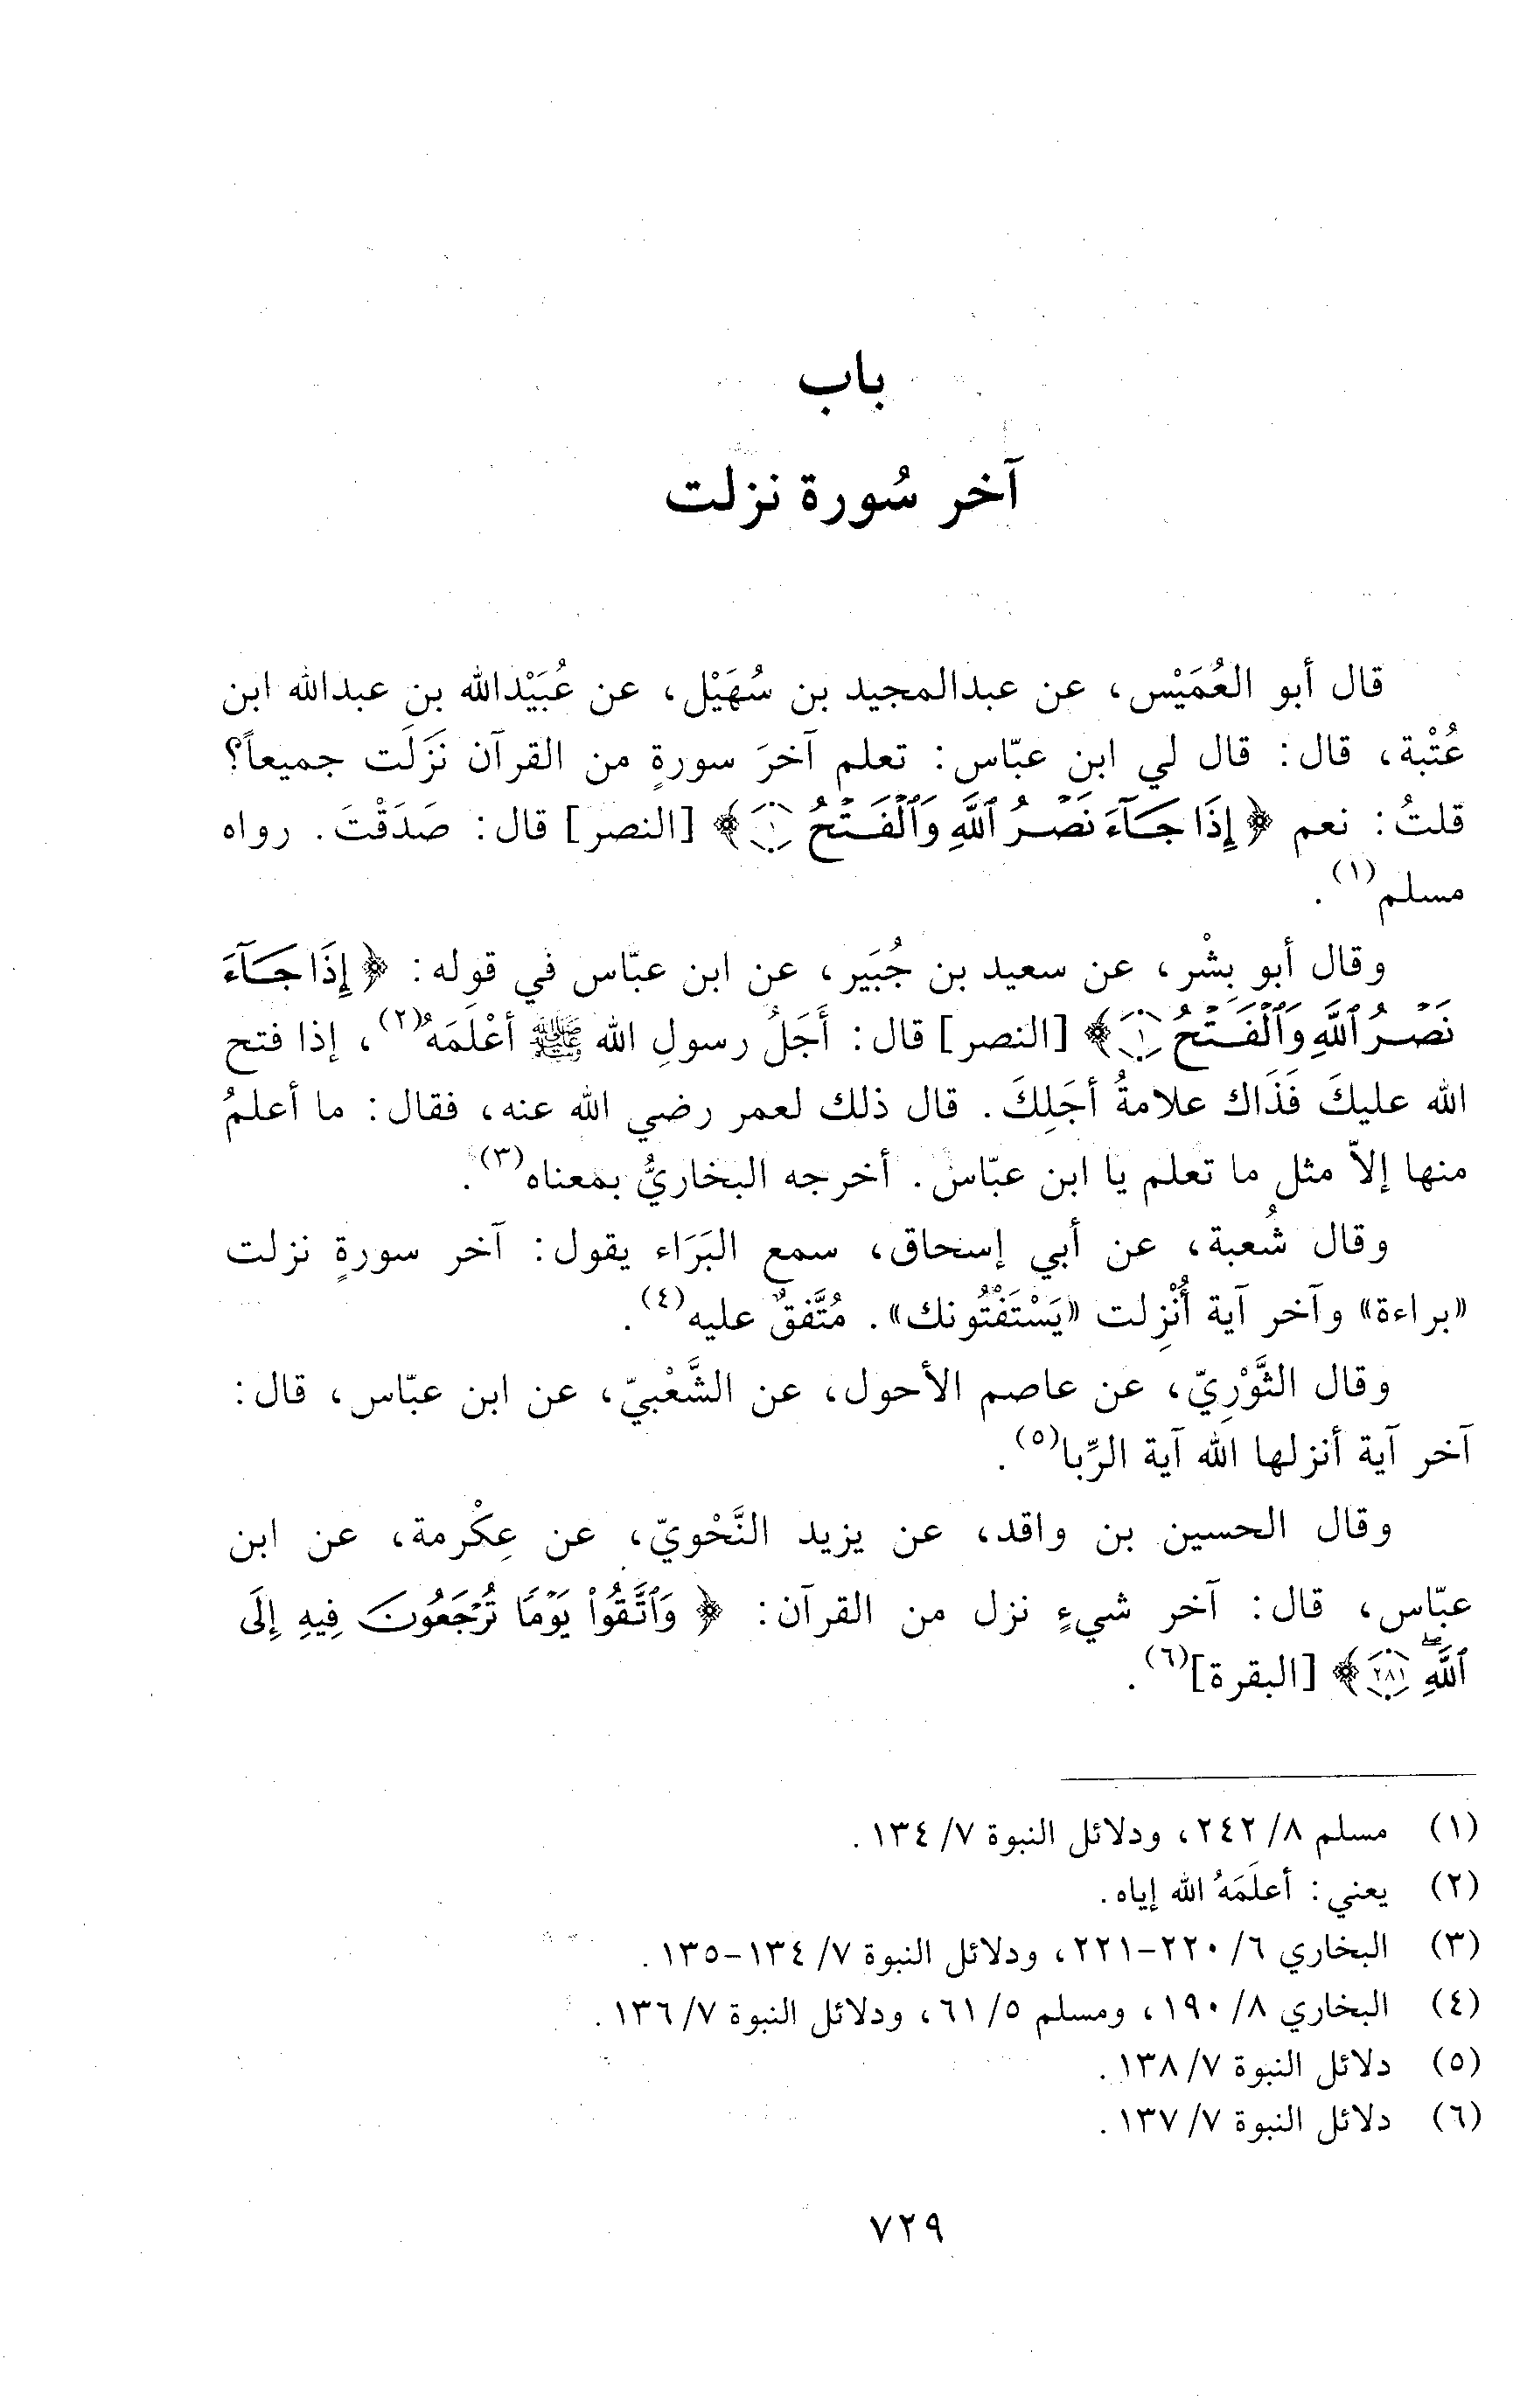 باب
آخر سُورة نزلت
قال أبو العُمَيْس، عن عبدالمجيد بن سُهَيْل، عن عُبَيْدالله بن عبدالله ابن
عُتْبة، قال: قال لي ابن عبّاس: تعلم آخرَ سورةٍ من القرآن نَزَلَت جميعاً؟
قلتُ: نعم ﴿إِذَا جَآءَ نَصْرُ ٱللَّهِ وَٱلْفَتْحُ ١﴾ [النصر] قال: صَدَقْتَ. رواه
مسلم(١).
وقال أبو بِشْر، عن سعيد بن جُبَير، عن ابن عبّاس في قوله: ﴿إِذَا جَآءَ
نَصْرُ ٱللَّهِ وَٱلْفَتْحُ ١﴾ [النصر] قال: أَجَلُ رسولِ الله ﷺ أعْلَمَهُ(٢)، إذا فتح
الله عليكَ فَذَاك علامةُ أجَلِكَ. قال ذلك لعمر رضي الله عنه، فقال: ما أعلمُ
منها إلاّ مثل ما تعلم يا ابن عبّاس. أخرجه البخاريُّ بمعناه(٣).
وقال شُعبة، عن أبي إسحاق، سمع البَرَاء يقول: آخر سورةٍ نزلت
«براءة» وآخر آية أُنْزِلت «يَسْتَفْتُونك». مُتَّفقٌ عليه(٤).
وقال الثَّوْرِيّ، عن عاصم الأحول، عن الشَّعْبيّ، عن ابن عبّاس، قال:
آخر آية أنزلها الله آية الرِّبا(٥).
وقال الحسين بن واقد، عن يزيد النَّحْويّ، عن عِكْرمة، عن ابن
عبّاس، قال: آخر شيءٍ نزل من القرآن: ﴿وَٱتَّقُوا۟ يَوْمًا تُرْجَعُونَ فِيهِ إِلَى
ٱللَّهِۖ ٢٨١﴾ [البقرة](٦).
(١) مسلم ٨/ ٢٤٢، ودلائل النبوة ٧/ ١٣٤.
(٢) يعني: أعلَمَهُ الله إياه.
(٣) البخاري ٦/ ٢٢٠-٢٢١، ودلائل النبوة ٧/ ١٣٤-١٣٥.
(٤) البخاري ٨/ ١٩٠، ومسلم ٥/ ٦١، ودلائل النبوة ٧/ ١٣٦.
(٥) دلائل النبوة ٧/ ١٣٨.
(٦) دلائل النبوة ٧/ ١٣٧.
٧٢٩